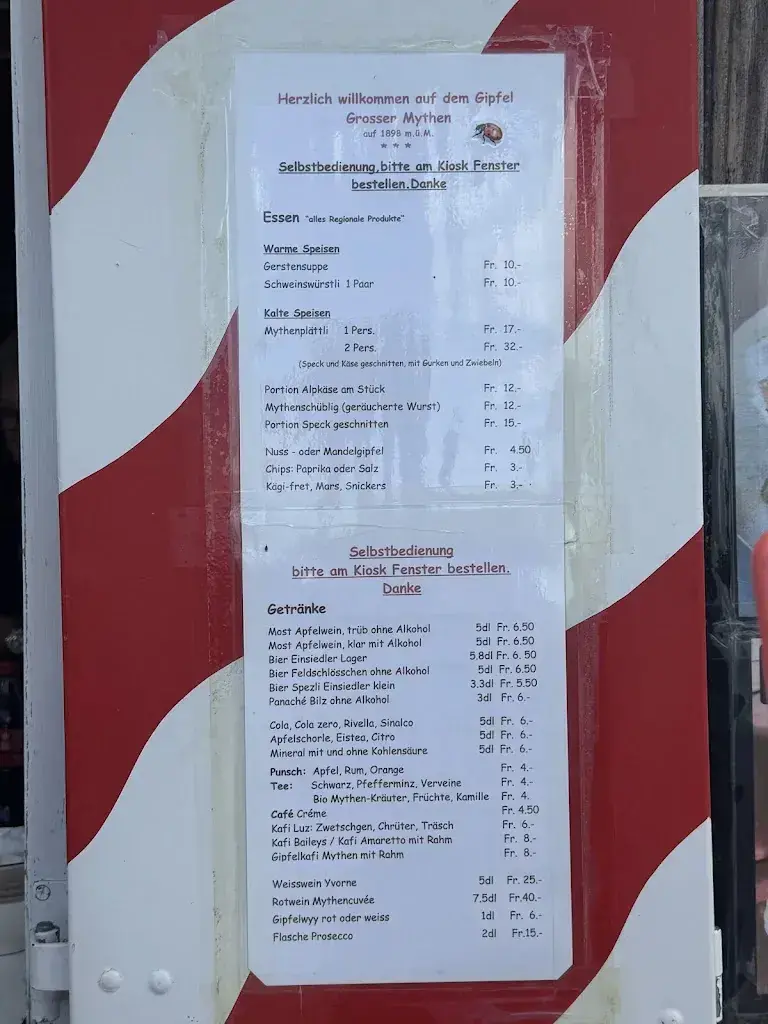 Herzlich willkommen auf dem Gipfel
Grosser Mythen
auf 1898 m.ü.M.
* * *
Selbstbedienung,bitte am Kiosk Fenster
bestellen.Danke
Essen "alles Regionale Produkte"
Warme Speisen
Gerstensuppe Fr. 10.-
Schweinswürstli 1 Paar Fr. 10.-
Kalte Speisen
Mythenplättli 1 Pers. Fr. 17.-
2 Pers. Fr. 32.-
(Speck und Käse geschnitten, mit Gurken und Zwiebeln)
Portion Alpkäse am Stück Fr. 12.-
Mythenschüblig (geräucherte Wurst) Fr. 12.-
Portion Speck geschnitten Fr. 15.-
Nuss - oder Mandelgipfel Fr. 4.50
Chips: Paprika oder Salz Fr. 3.-
Kägi-fret, Mars, Snickers Fr. 3.-
Selbstbedienung
bitte am Kiosk Fenster bestellen.
Danke
Getränke
Most Apfelwein, trüb ohne Alkohol 5dl Fr. 6.50
Most Apfelwein, klar mit Alkohol 5dl Fr. 6.50
Bier Einsiedler Lager 5.8dl Fr. 6. 50
Bier Feldschlösschen ohne Alkohol 5dl Fr. 6.50
Bier Spezli Einsiedler klein 3.3dl Fr. 5.50
Panaché Bilz ohne Alkohol 3dl Fr. 6.-
Cola, Cola zero, Rivella, Sinalco 5dl Fr. 6.-
Apfelschorle, Eistea, Citro 5dl Fr. 6.-
Mineral mit und ohne Kohlensäure 5dl Fr. 6.-
Punsch: Apfel, Rum, Orange Fr. 4.-
Tee: Schwarz, Pfefferminz, Verveine Fr. 4.-
Bio Mythen-Kräuter, Früchte, Kamille Fr. 4.
Café Créme Fr. 4.50
Kafi Luz: Zwetschgen, Chrüter, Träsch Fr. 6.-
Kafi Baileys / Kafi Amaretto mit Rahm Fr. 8.-
Gipfelkafi Mythen mit Rahm Fr. 8.-
Weisswein Yvorne 5dl Fr. 25.-
Rotwein Mythencuvée 7.5dl Fr.40.-
Gipfelwyy rot oder weiss 1dl Fr. 6.-
Flasche Prosecco 2dl Fr.15.-